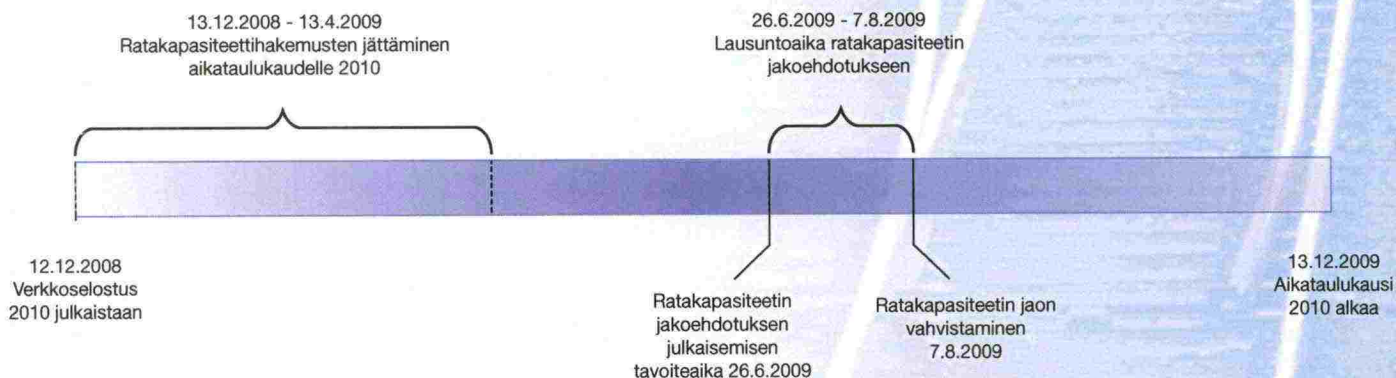 13.12.2008 - 13.4.2009
Ratakapasiteettihakemusten jättäminen
aikataulukaudelle 2010
26.6.2009 - 7.8.2009
Lausuntoaika ratakapasiteetin
jakoehdotukseen
12.12.2008
Verkkoselostus
2010 julkaistaan
Ratakapasiteetin
jakoehdotuksen
julkaisemisen
tavoiteaika 26.6.2009
Ratakapasiteetin jaon
vahvistaminen
7.8.2009
13.12.2009
Aikataulukausi
2010 alkaa